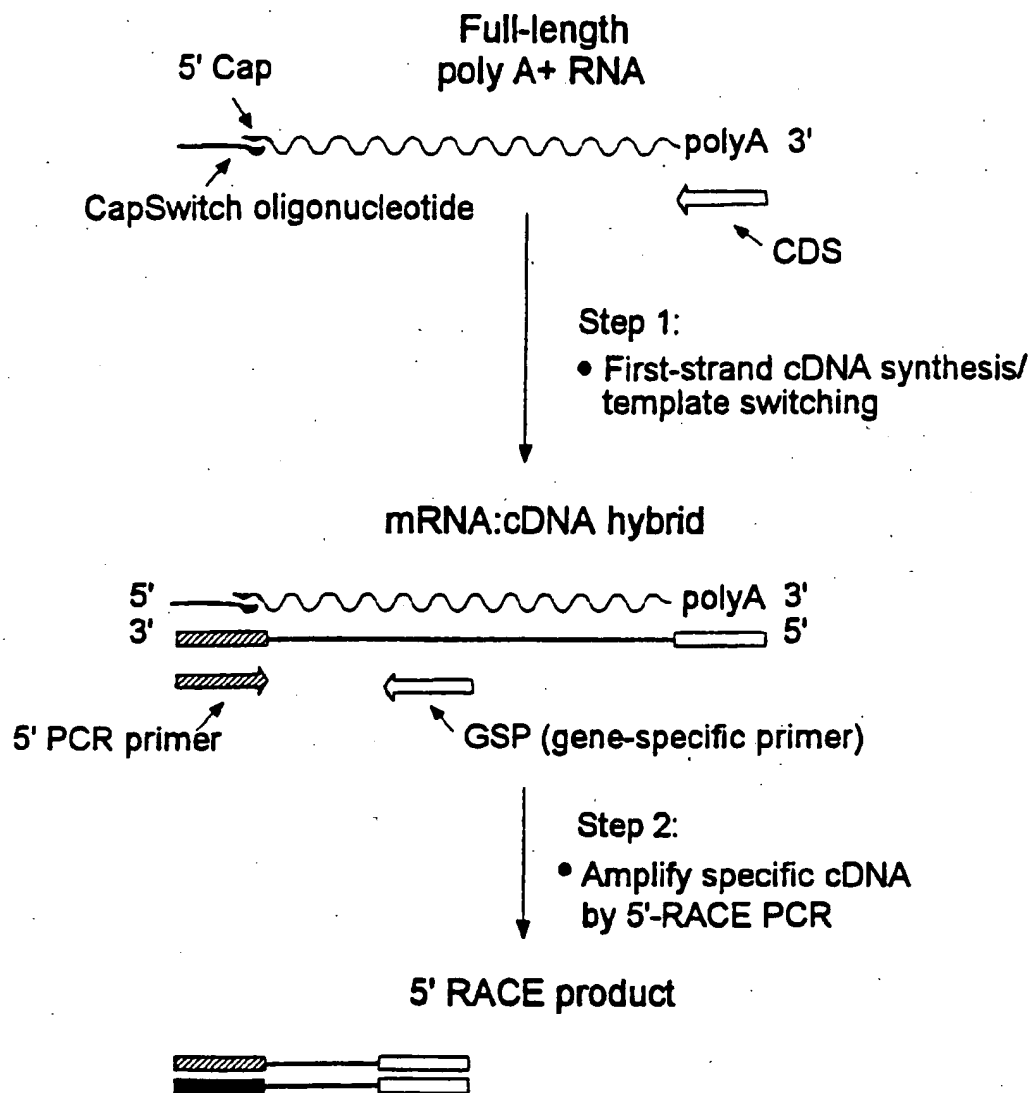 Full-length
poly A+ RNA
5' Cap
polyA 3'
CapSwitch oligonucleotide
CDS
Step 1:
• First-strand cDNA synthesis/
template switching
mRNA:cDNA hybrid
5'
polyA 3'
3'
5'
5' PCR primer
GSP (gene-specific primer)
Step 2:
• Amplify specific cDNA
by 5'-RACE PCR
5' RACE product